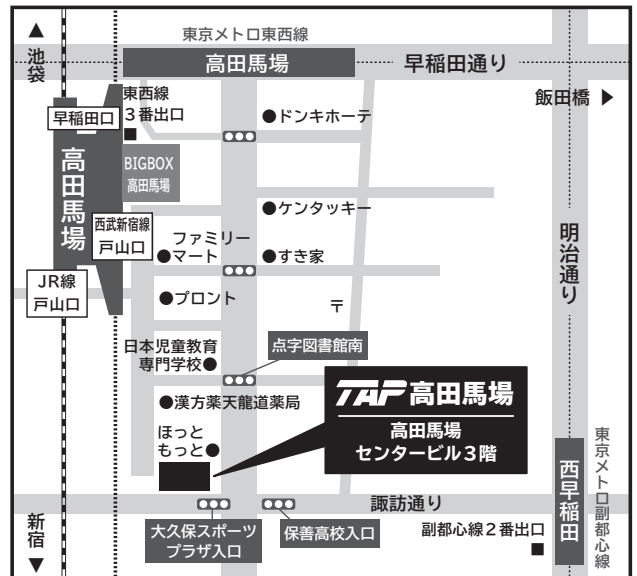 東京メトロ東西線
▲
池袋
高田馬場
早稲田通り
飯田橋 ▶
東西線
3番出口
■
早稲田口
●ドンキホーテ
高田馬場
BIGBOX
高田馬場
●ケンタッキー
西武新宿線
戸山口
ファミリー
●マート
●すき家
明治通り
JR線
戸山口
●プロント
〒
日本児童教育
専門学校●
点字図書館南
●漢方薬天龍道薬局
TAP 高田馬場
高田馬場
センタービル3階
ほっと
もっと●
東京メトロ副都心線
西早稲田
諏訪通り
新宿
▼
大久保スポーツ
プラザ入口
保善高校入口
副都心線2番出口
■